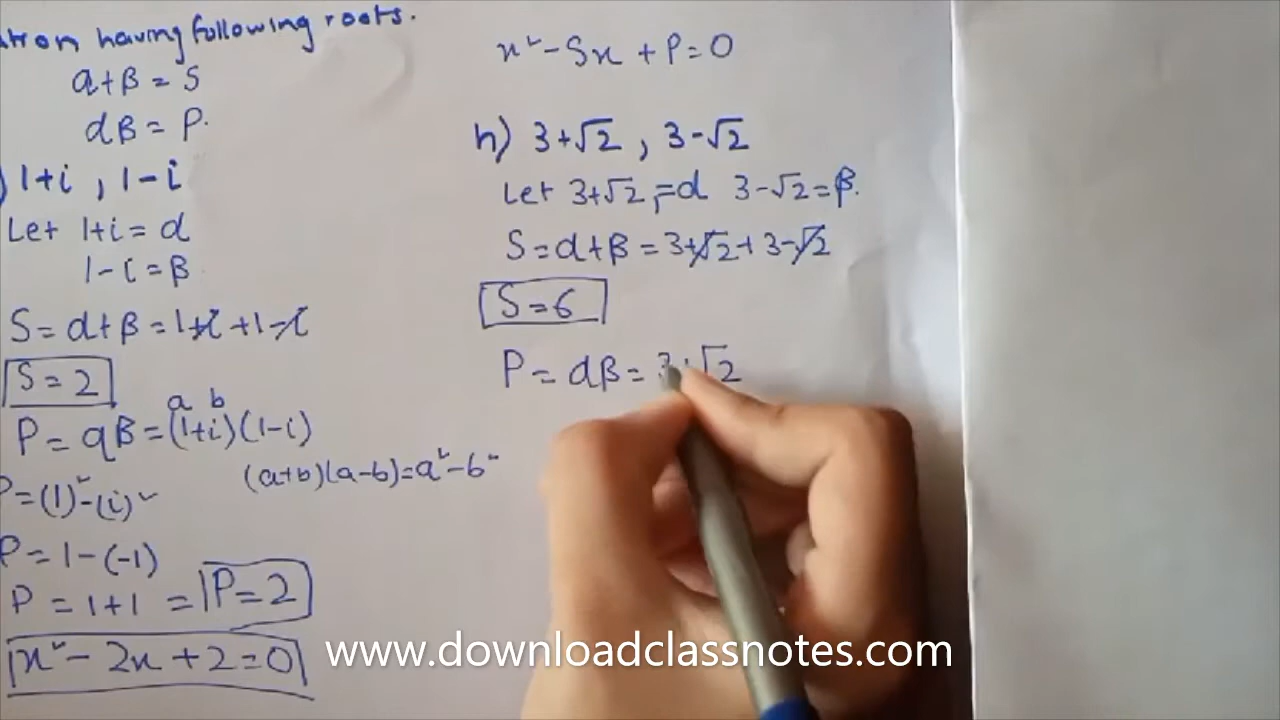 having following roots.
α+β = S
αβ = P.
) 1+i , 1-i
Let 1+i = α
1-i = β
S = α+β = 1+i +1-i
S = 2
a b
P = αβ = (1+i)(1-i)
(a+b)(a-b)=a²-b²
P=(1)²-(i)²
P = 1-(-1)
P = 1+1 = P=2
x² - 2x + 2 = 0
x² - Sx + P = 0
h) 3+√2 , 3-√2
Let 3+√2 = α 3-√2 = β.
S = α+β = 3+√2+3-√2
S = 6
P = αβ = 3+√2
www.downloadclassnotes.com